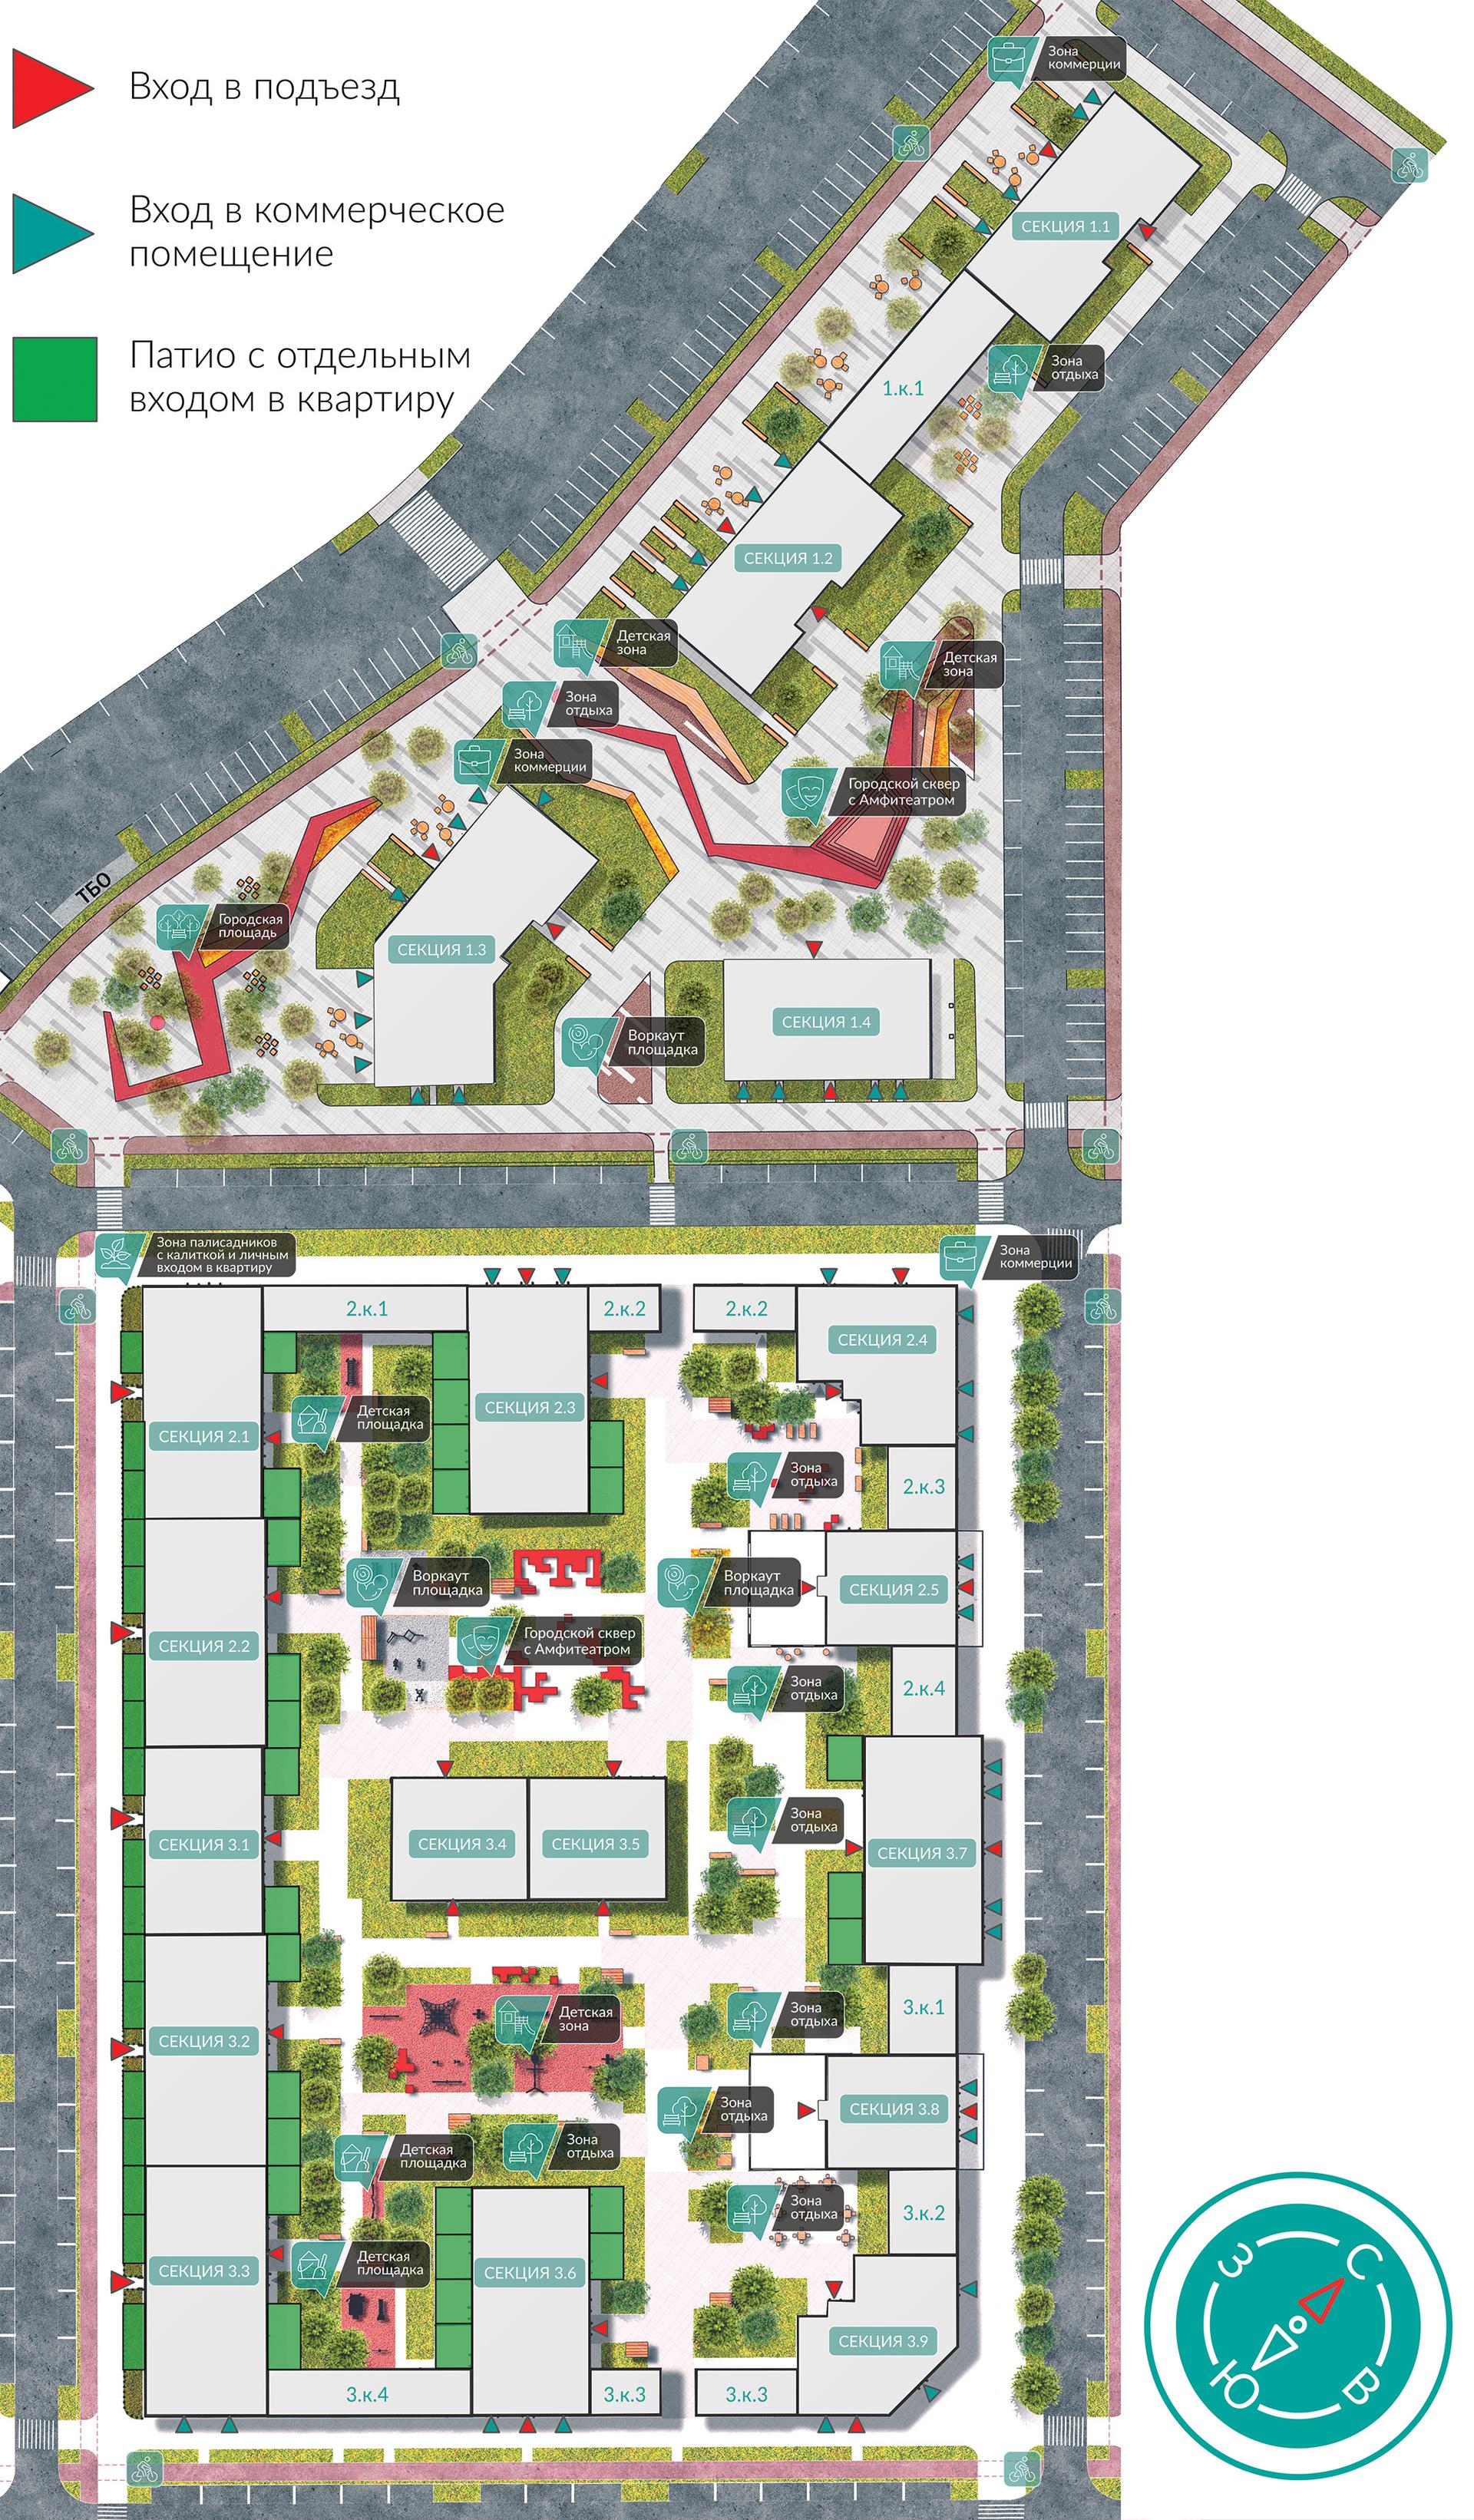 Вход в подъезд
Вход в коммерческое
помещение
Патио с отдельным
входом в квартиру
Зона
коммерции
СЕКЦИЯ 1.1
Зона
отдыха
1.к.1
СЕКЦИЯ 1.2
Детская
зона
Детская
зона
Зона
отдыха
Зона
коммерции
Городской сквер
с Амфитеатром
ТБО
Городская
площадь
СЕКЦИЯ 1.3
СЕКЦИЯ 1.4
Воркаут
площадка
Зона палисадников
с калиткой и личным
входом в квартиру
Зона
коммерции
2.к.1
2.к.2
2.к.2
СЕКЦИЯ 2.4
СЕКЦИЯ 2.3
Детская
площадка
СЕКЦИЯ 2.1
Зона
отдыха
2.к.3
Воркаут
площадка
Воркаут
площадка
СЕКЦИЯ 2.5
Городской сквер
с Амфитеатром
СЕКЦИЯ 2.2
Зона
отдыха
2.к.4
Зона
отдыха
СЕКЦИЯ 3.1
СЕКЦИЯ 3.4
СЕКЦИЯ 3.5
СЕКЦИЯ 3.7
Детская
зона
Зона
отдыха
3.к.1
СЕКЦИЯ 3.2
Зона
отдыха
СЕКЦИЯ 3.8
Детская
площадка
Зона
отдыха
Зона
отдыха
3.к.2
СЕКЦИЯ 3.3
Детская
площадка
СЕКЦИЯ 3.6
СЕКЦИЯ 3.9
3.к.4
3.к.3
3.к.3
З
С
Ю
В